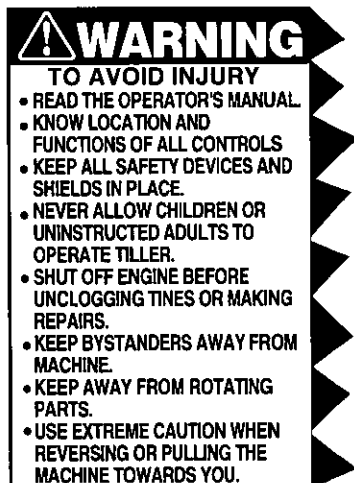 WARNING
TO AVOID INJURY
• READ THE OPERATOR'S MANUAL.
• KNOW LOCATION AND
FUNCTIONS OF ALL CONTROLS
• KEEP ALL SAFETY DEVICES AND
SHIELDS IN PLACE.
• NEVER ALLOW CHILDREN OR
UNINSTRUCTED ADULTS TO
OPERATE TILLER.
• SHUT OFF ENGINE BEFORE
UNCLOGGING TINES OR MAKING
REPAIRS.
• KEEP BYSTANDERS AWAY FROM
MACHINE.
• KEEP AWAY FROM ROTATING
PARTS.
• USE EXTREME CAUTION WHEN
REVERSING OR PULLING THE
MACHINE TOWARDS YOU.